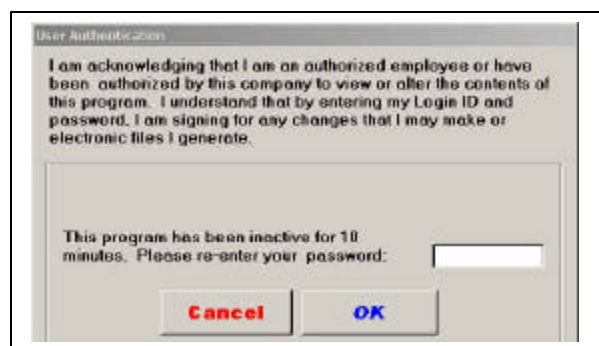 User Authentication
I am acknowledging that I am an authorized employee or have
been authorized by this company to view or alter the contents of
this program. I understand that by entering my Login ID and
password, I am signing for any changes that I may make or
electronic files I generate.
This program has been inactive for 10
minutes. Please re-enter your password:
Cancel OK